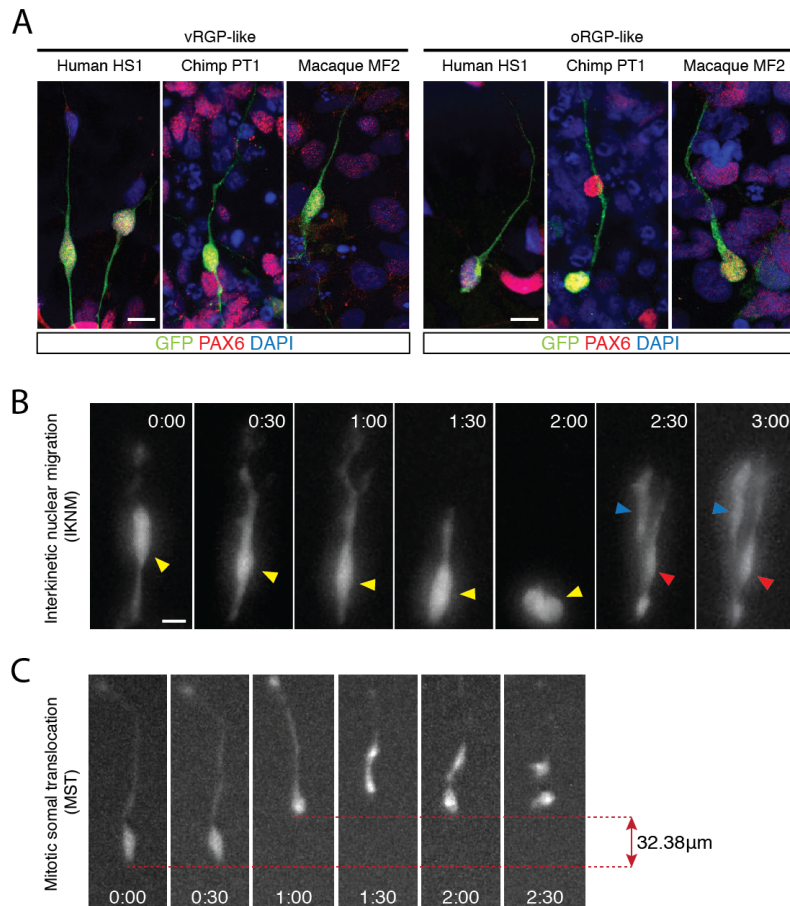 A
vRGP-like
oRGP-like
Human HS1 Chimp PT1 Macaque MF2
Human HS1 Chimp PT1 Macaque MF2
GFP PAX6 DAPI
GFP PAX6 DAPI
B
Interkinetic nuclear migration
(IKNM)
0:00 0:30 1:00 1:30 2:00 2:30 3:00
C
Mitotic somal translocation
(MST)
32.38µm
0:00 0:30 1:00 1:30 2:00 2:30